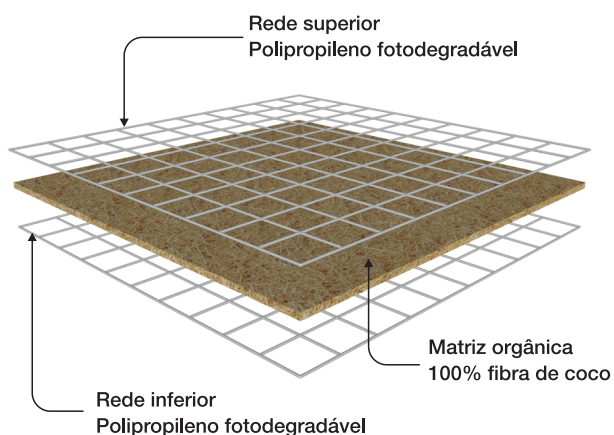 Rede superior
Polipropileno fotodegradável
Matriz orgânica
100% fibra de coco
Rede inferior
Polipropileno fotodegradável